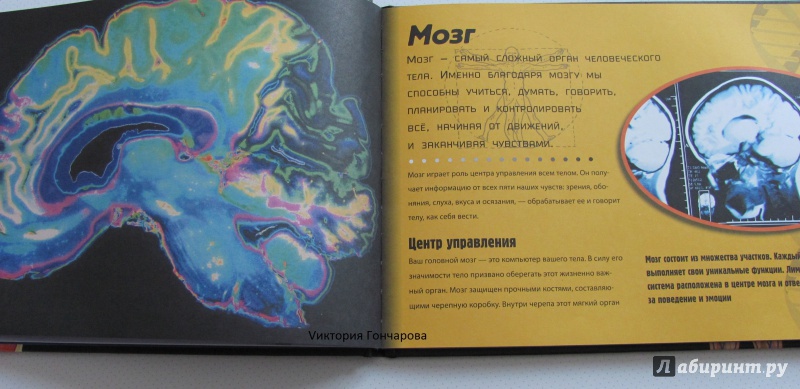 Мозг
Мозг – самый сложный орган человеческого
тела. Именно благодаря мозгу мы
способны учиться, думать, говорить,
планировать и контролировать
всё, начиная от движений,
и заканчивая чувствами.
Мозг играет роль центра управления всем телом. Он полу-
чает информацию от всех пяти наших чувств: зрения, обо-
няния, слуха, вкуса и осязания, — обрабатывает ее и говорит
телу, как себя вести.
Центр управления
Ваш головной мозг — это компьютер вашего тела. В силу его
значимости тело призвано оберегать этот жизненно важ-
ный орган. Мозг защищен прочными костями, составляю-
щими черепную коробку. Внутри черепа этот мягкий орган
Мозг состоит из множества участков. Каждый
выполняет свои уникальные функции. Лим
система расположена в центре мозга и отве
за поведение и эмоции
Виктория Гончарова
Лабиринт.ру